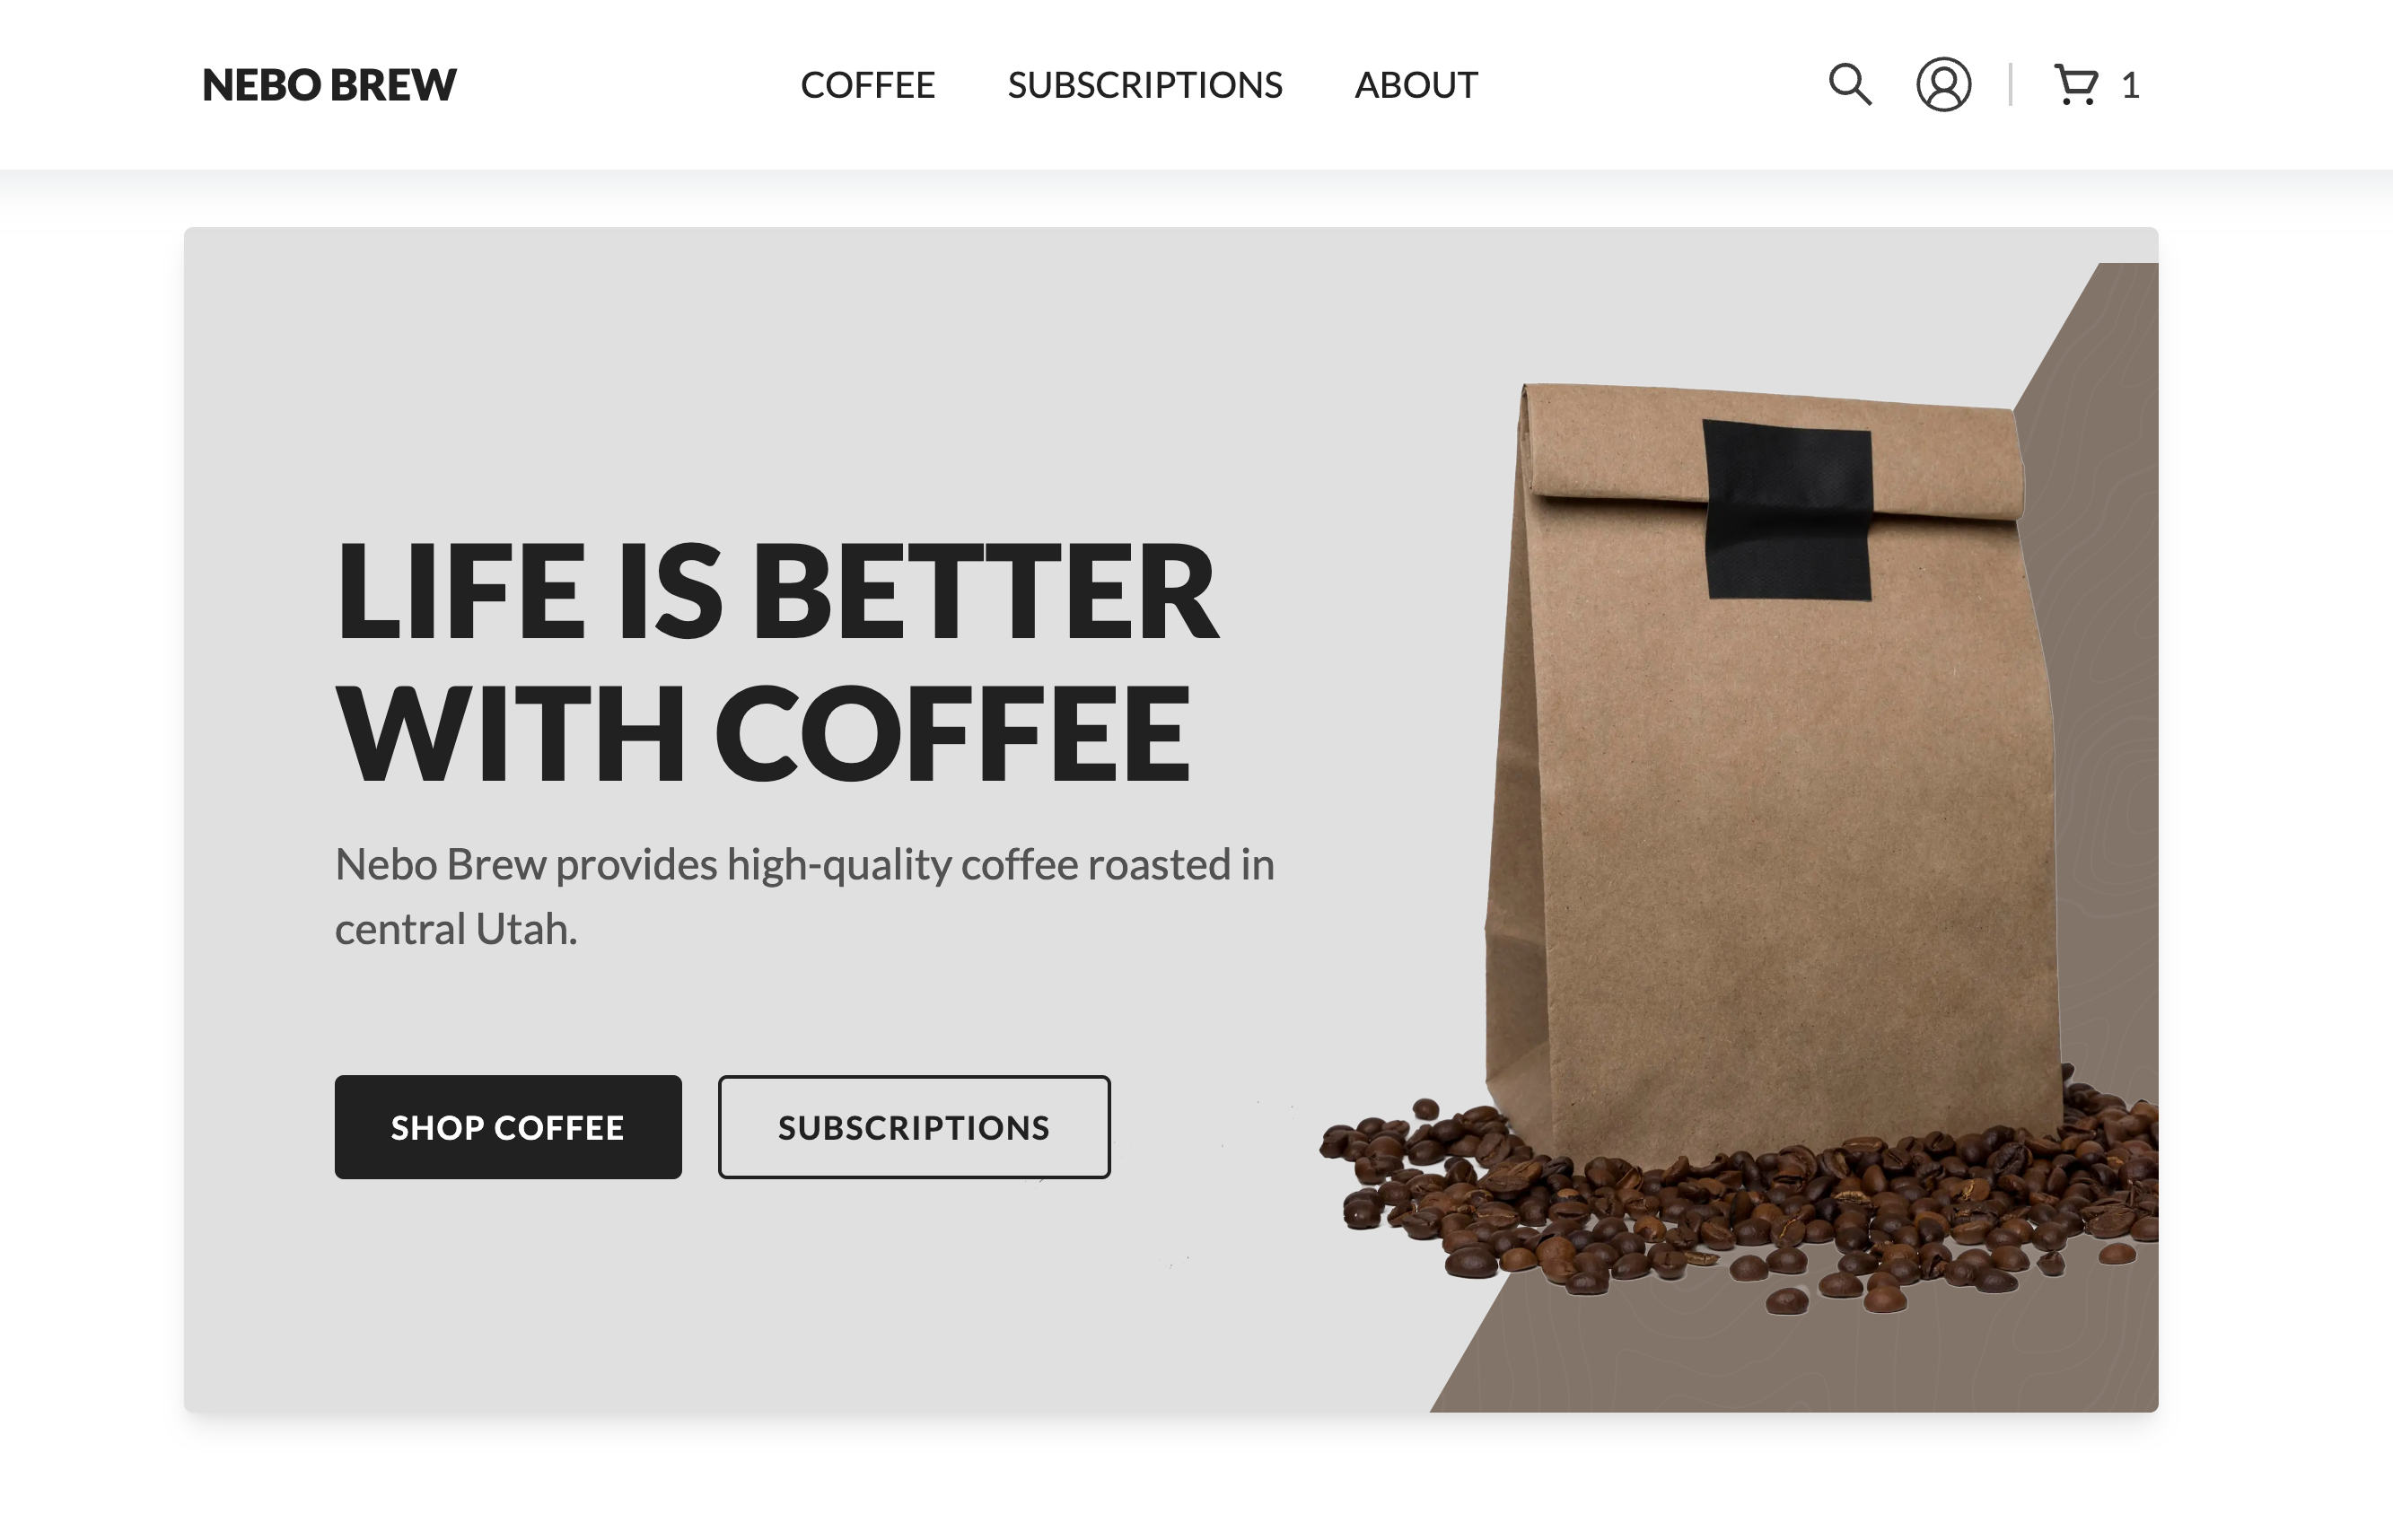 NEBO BREW
COFFEE SUBSCRIPTIONS ABOUT
1
LIFE IS BETTER
WITH COFFEE
Nebo Brew provides high-quality coffee roasted in
central Utah.
SHOP COFFEE SUBSCRIPTIONS